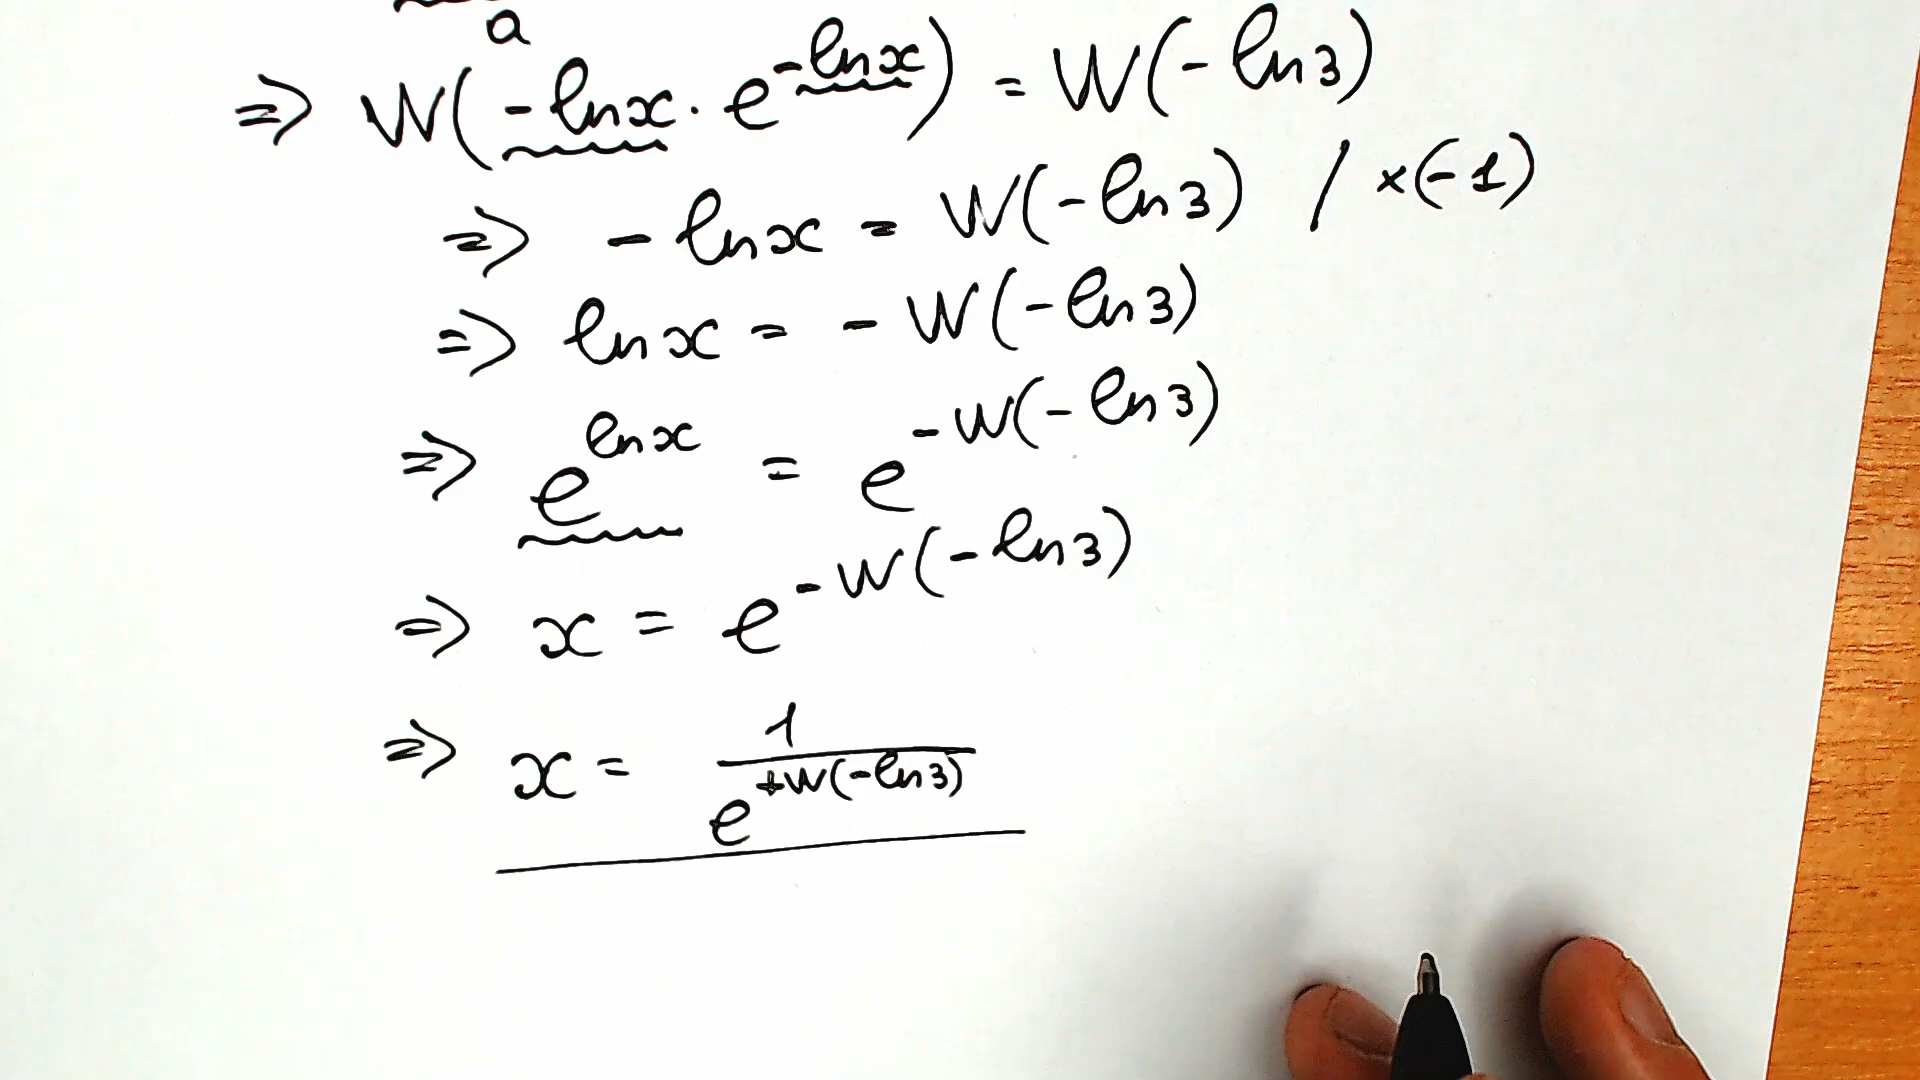 a
⇒ W(-lnx · e^{-lnx}) = W(-ln3)
⇒ -lnx = W(-ln3) / ×(-1)
⇒ lnx = -W(-ln3)
⇒ e^{lnx} = e^{-W(-ln3)}
⇒ x = e^{-W(-ln3)}
⇒ x = 1/e^{+W(-ln3)}